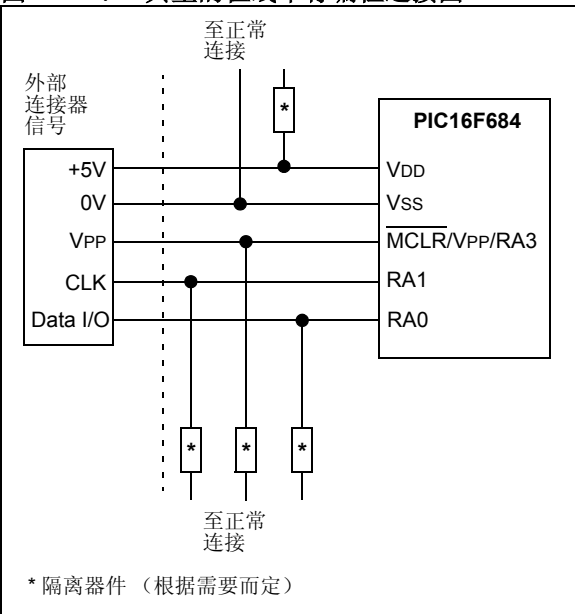 至正常
连接
外部
连接器
信号
*
PIC16F684
+5V
VDD
0V
VSS
VPP
MCLR/VPP/RA3
CLK
RA1
Data I/O
RA0
* * *
至正常
连接
* 隔离器件 （根据需要而定）